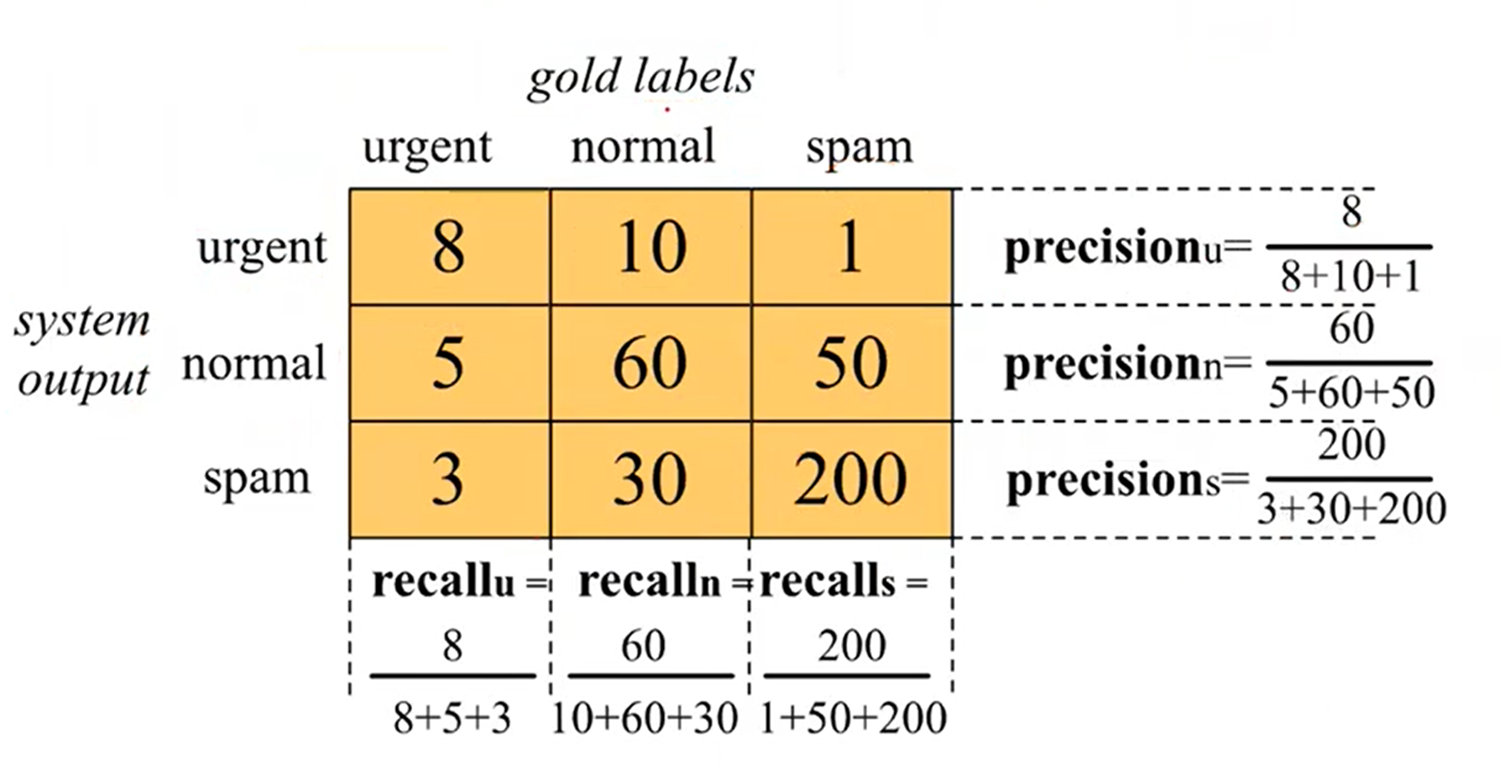 gold labels
urgent normal spam
urgent 8 10 1 precisionu= 8
8+10+1
system output
normal 5 60 50 precisionn= 60
5+60+50
spam 3 30 200 precisions= 200
3+30+200
recallu = recalln = recalls =
8 60 200
8+5+3 10+60+30 1+50+200